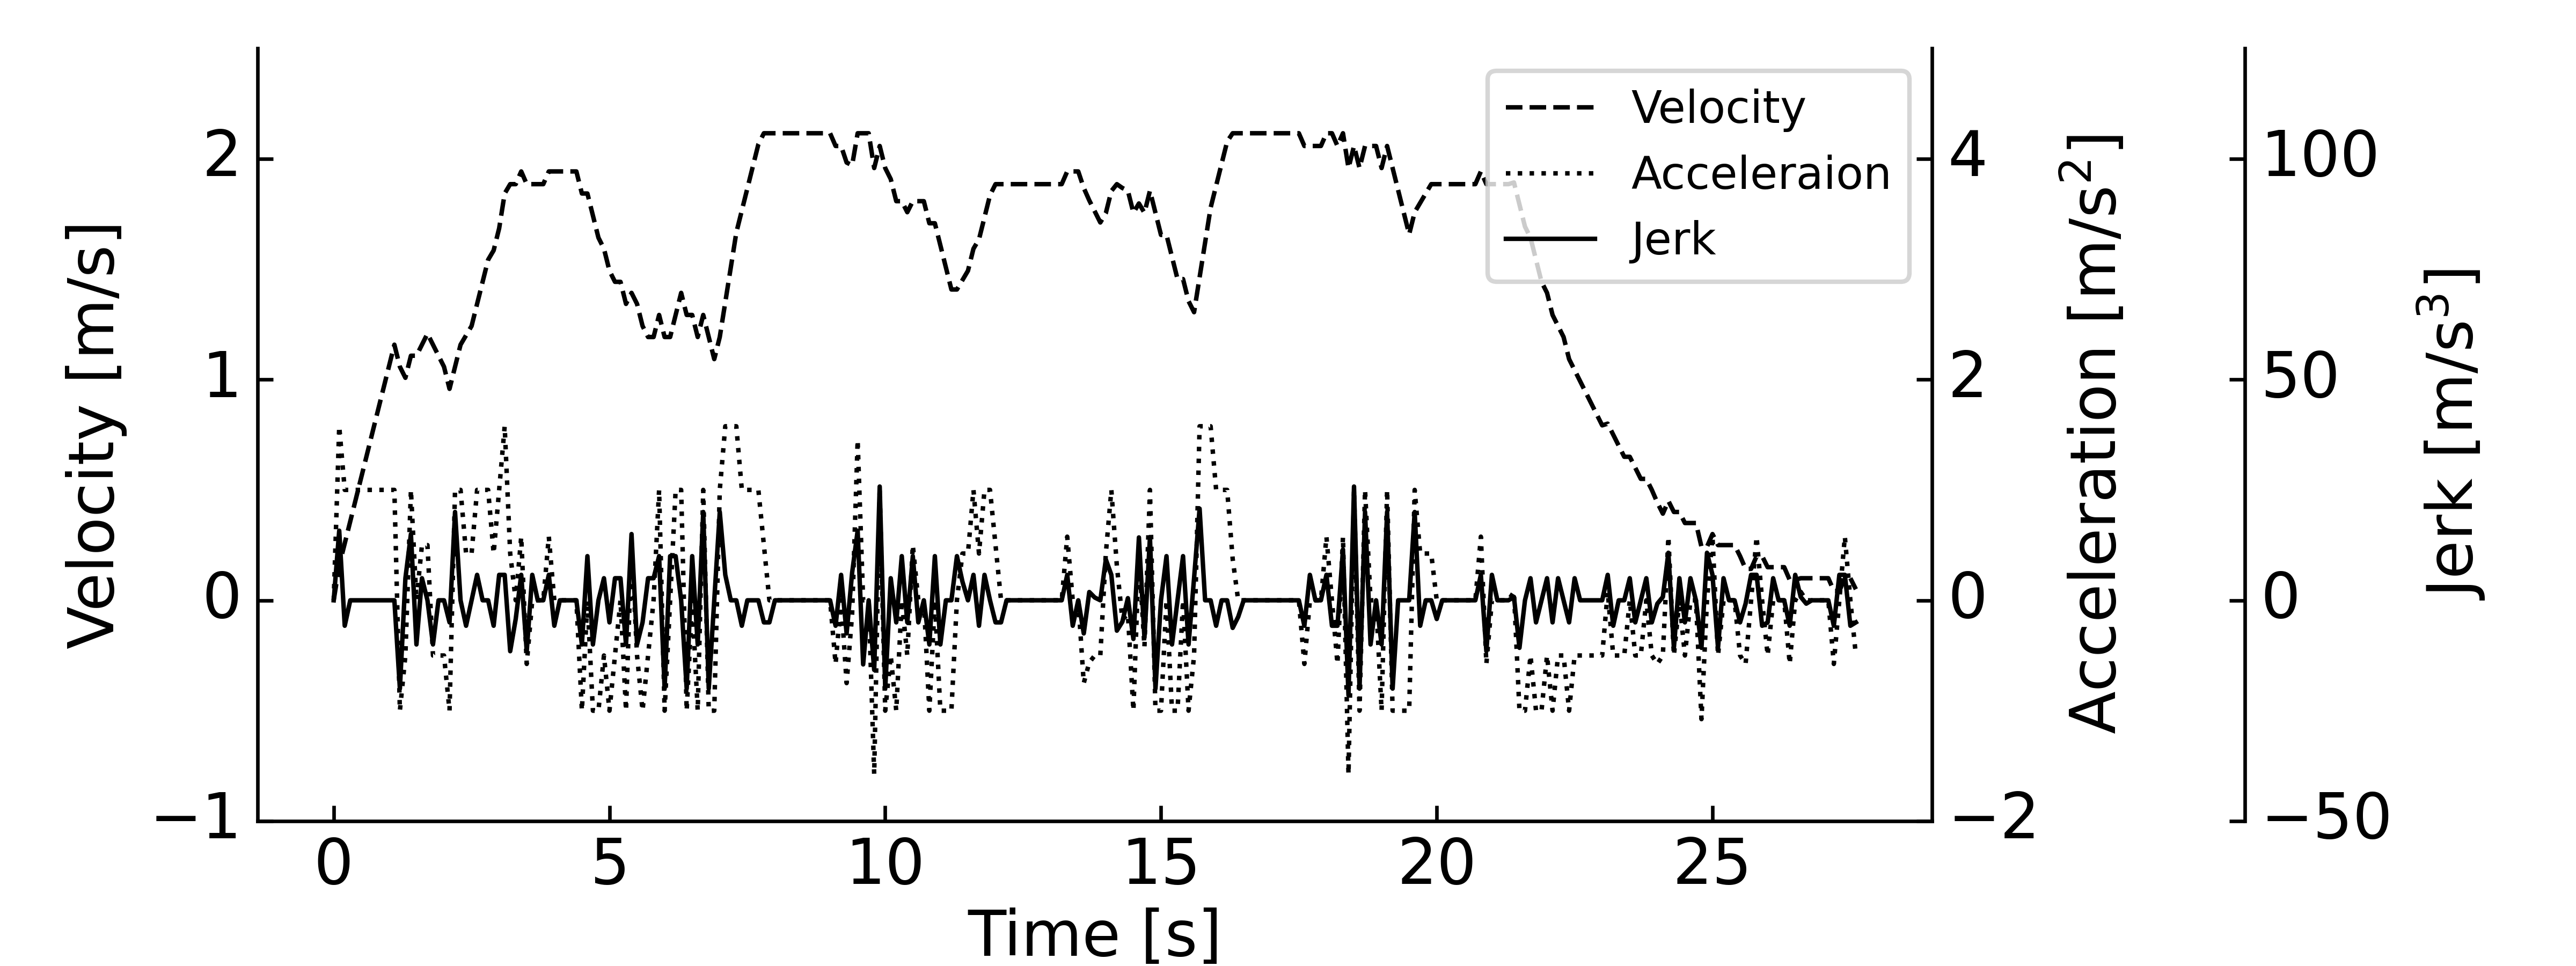 Velocity [m/s]
2
1
0
−1
0 5 10 15 20 25
Time [s]
Velocity
Acceleraion
Jerk
4
2
0
−2
Acceleration [m/s²]
100
50
0
−50
Jerk [m/s³]